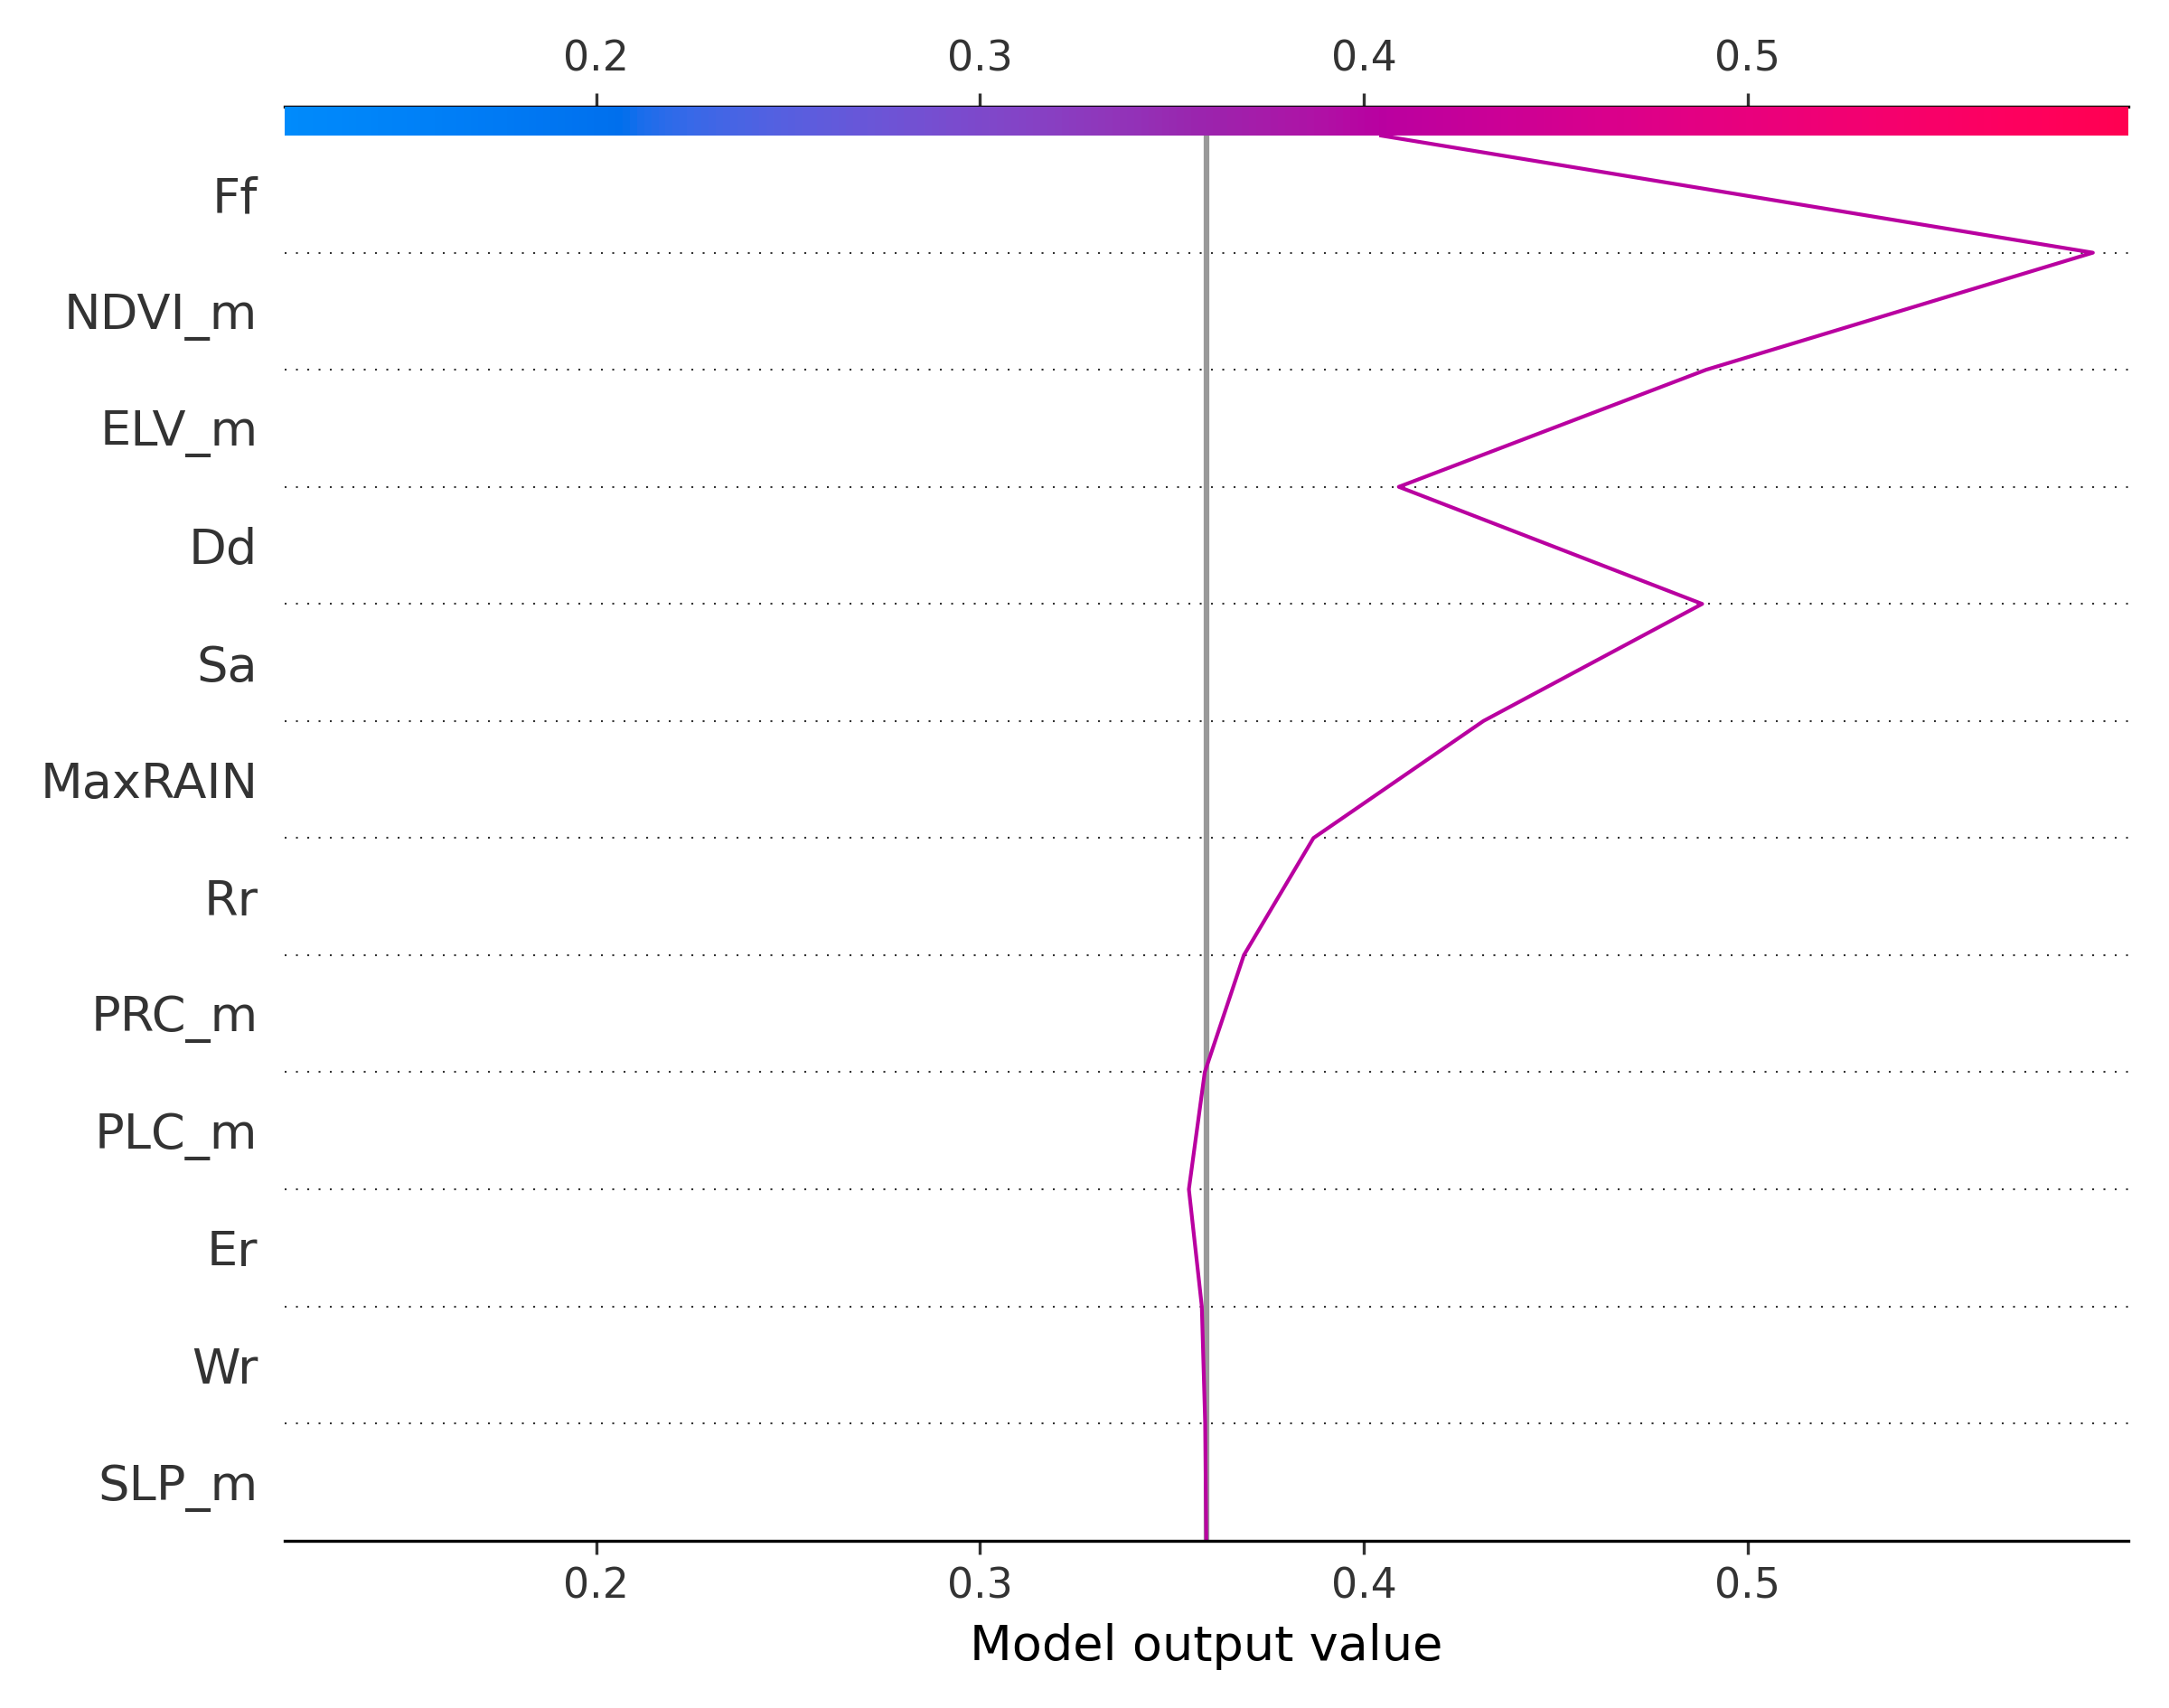 0.2 0.3 0.4 0.5
Ff
NDVI_m
ELV_m
Dd
Sa
MaxRAIN
Rr
PRC_m
PLC_m
Er
Wr
SLP_m
0.2 0.3 0.4 0.5
Model output value